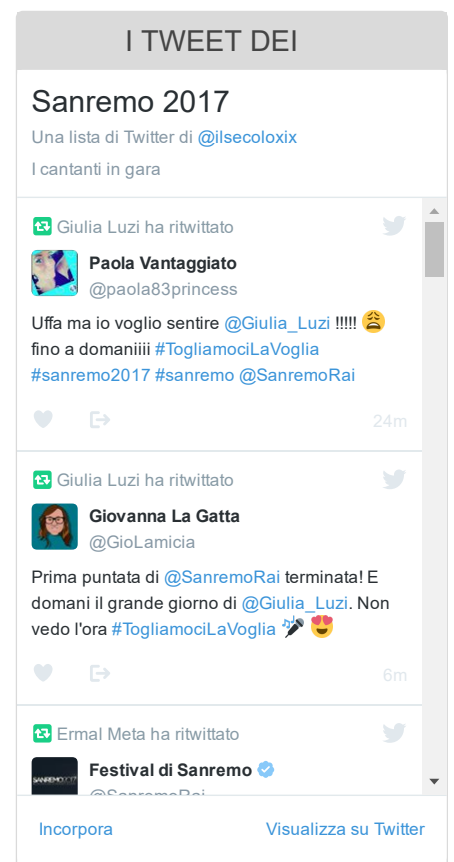 I TWEET DEI
Sanremo 2017
Una lista di Twitter di @ilsecoloxix
I cantanti in gara
Giulia Luzi ha ritwittato
Paola Vantaggiato
@paola83princess
Uffa ma io voglio sentire @Giulia_Luzi !!!!! 😩
fino a domaniiii #TogliamociLaVoglia
#sanremo2017 #sanremo @SanremoRai
24m
Giulia Luzi ha ritwittato
Giovanna La Gatta
@GioLamicia
Prima puntata di @SanremoRai terminata! E
domani il grande giorno di @Giulia_Luzi. Non
vedo l'ora #TogliamociLaVoglia 🎤 😍
6m
Ermal Meta ha ritwittato
Festival di Sanremo
SANREMO2017
@SanremoRai
Incorpora Visualizza su Twitter